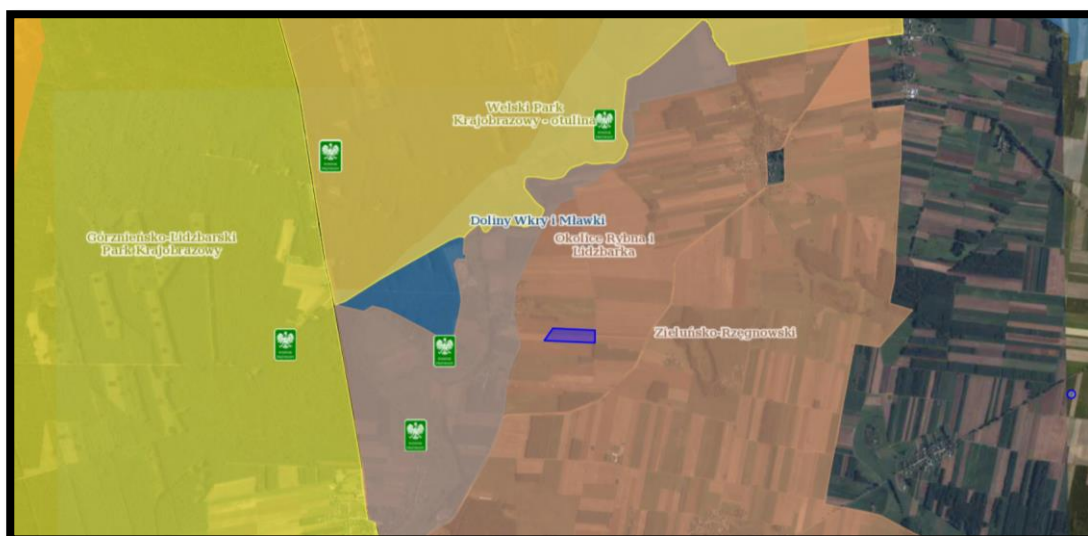 Welski Park
Krajobrazowy - otulina
Doliny Wkry i Mławki
Górznieńsko-Lidzbarski
Park Krajobrazowy
Okolice Rybna i
Lidzbarka
Zieluńsko-Rzęgnowski